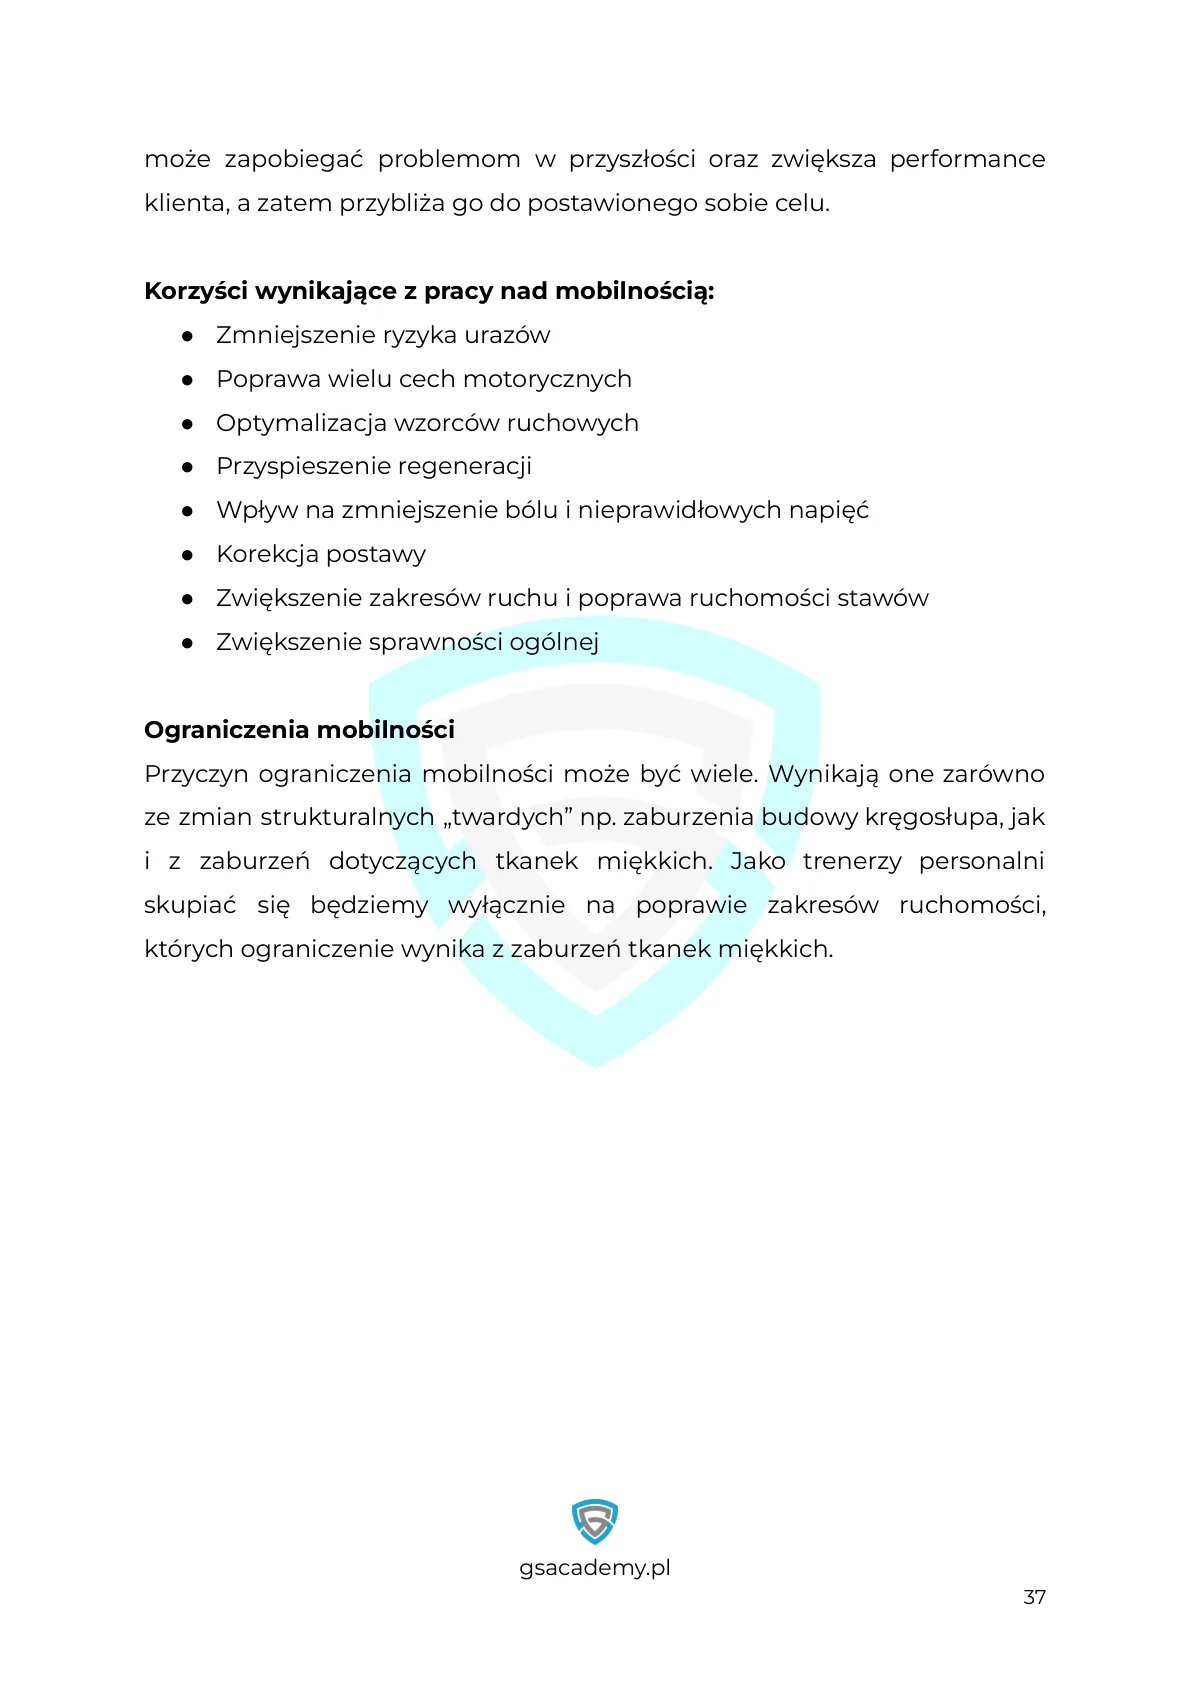 może zapobiegać problemom w przyszłości oraz zwiększa performance
klienta, a zatem przybliża go do postawionego sobie celu.
Korzyści wynikające z pracy nad mobilnością:
● Zmniejszenie ryzyka urazów
● Poprawa wielu cech motorycznych
● Optymalizacja wzorców ruchowych
● Przyspieszenie regeneracji
● Wpływ na zmniejszenie bólu i nieprawidłowych napięć
● Korekcja postawy
● Zwiększenie zakresów ruchu i poprawa ruchomości stawów
● Zwiększenie sprawności ogólnej
Ograniczenia mobilności
Przyczyn ograniczenia mobilności może być wiele. Wynikają one zarówno
ze zmian strukturalnych „twardych” np. zaburzenia budowy kręgosłupa, jak
i z zaburzeń dotyczących tkanek miękkich. Jako trenerzy personalni
skupiać się będziemy wyłącznie na poprawie zakresów ruchomości,
których ograniczenie wynika z zaburzeń tkanek miękkich.
gsacademy.pl
37